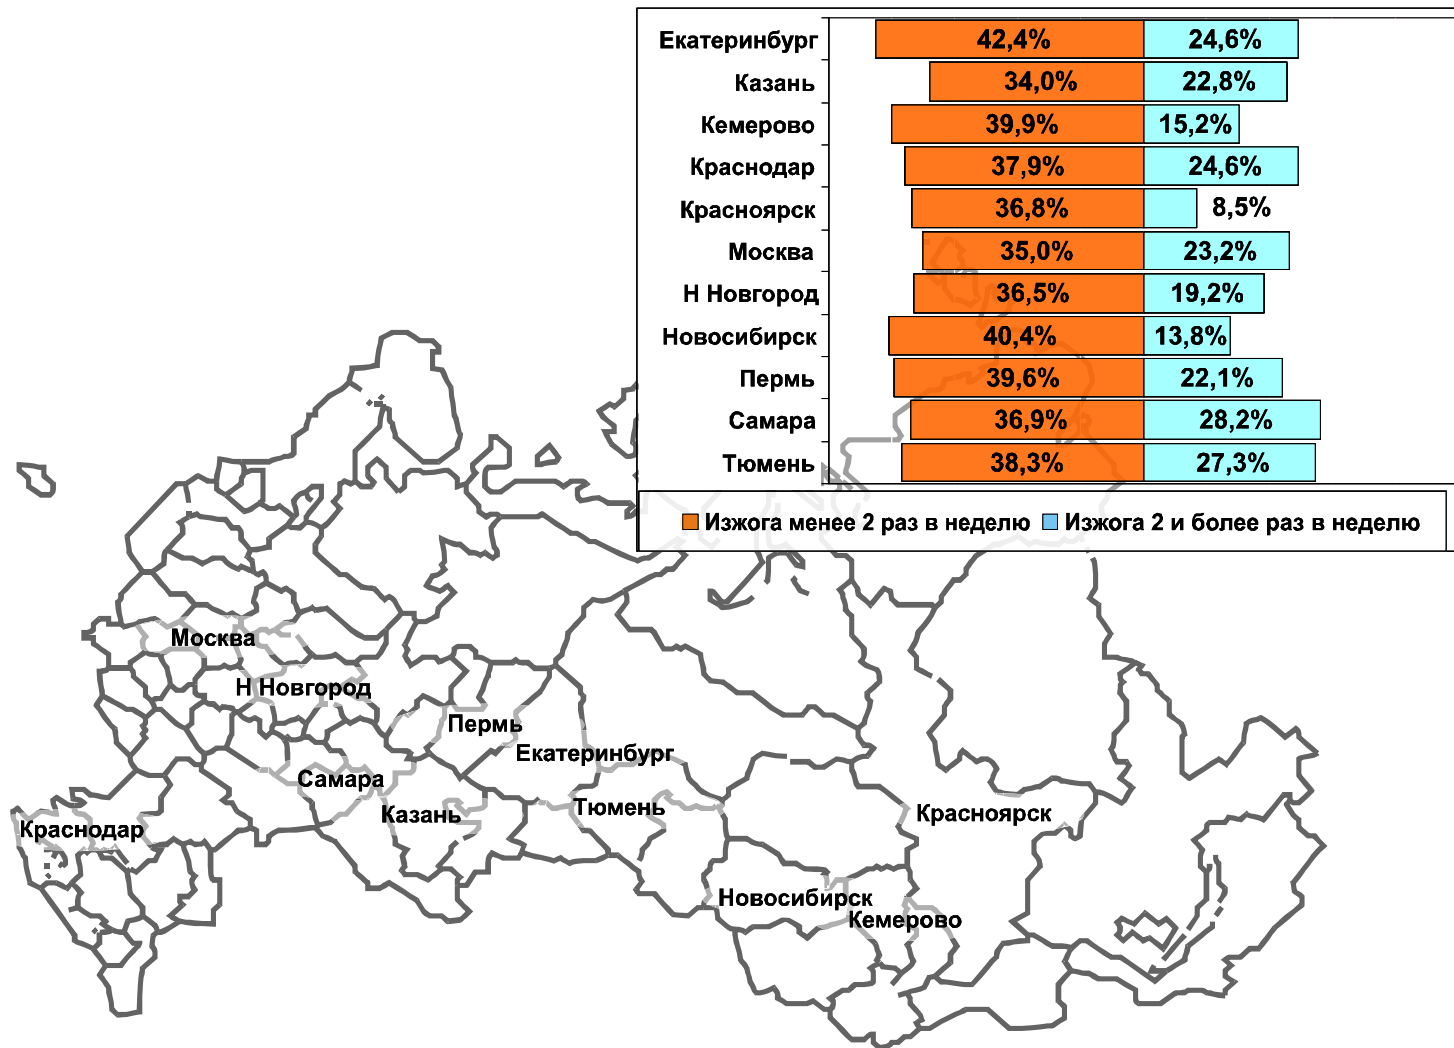 Екатеринбург 42,4% 24,6%
Казань 34,0% 22,8%
Кемерово 39,9% 15,2%
Краснодар 37,9% 24,6%
Красноярск 36,8% 8,5%
Москва 35,0% 23,2%
Н Новгород 36,5% 19,2%
Новосибирск 40,4% 13,8%
Пермь 39,6% 22,1%
Самара 36,9% 28,2%
Тюмень 38,3% 27,3%
Изжога менее 2 раз в неделю Изжога 2 и более раз в неделю
Москва
Н Новгород
Пермь
Екатеринбург
Самара
Казань
Тюмень
Красноярск
Краснодар
Новосибирск
Кемерово